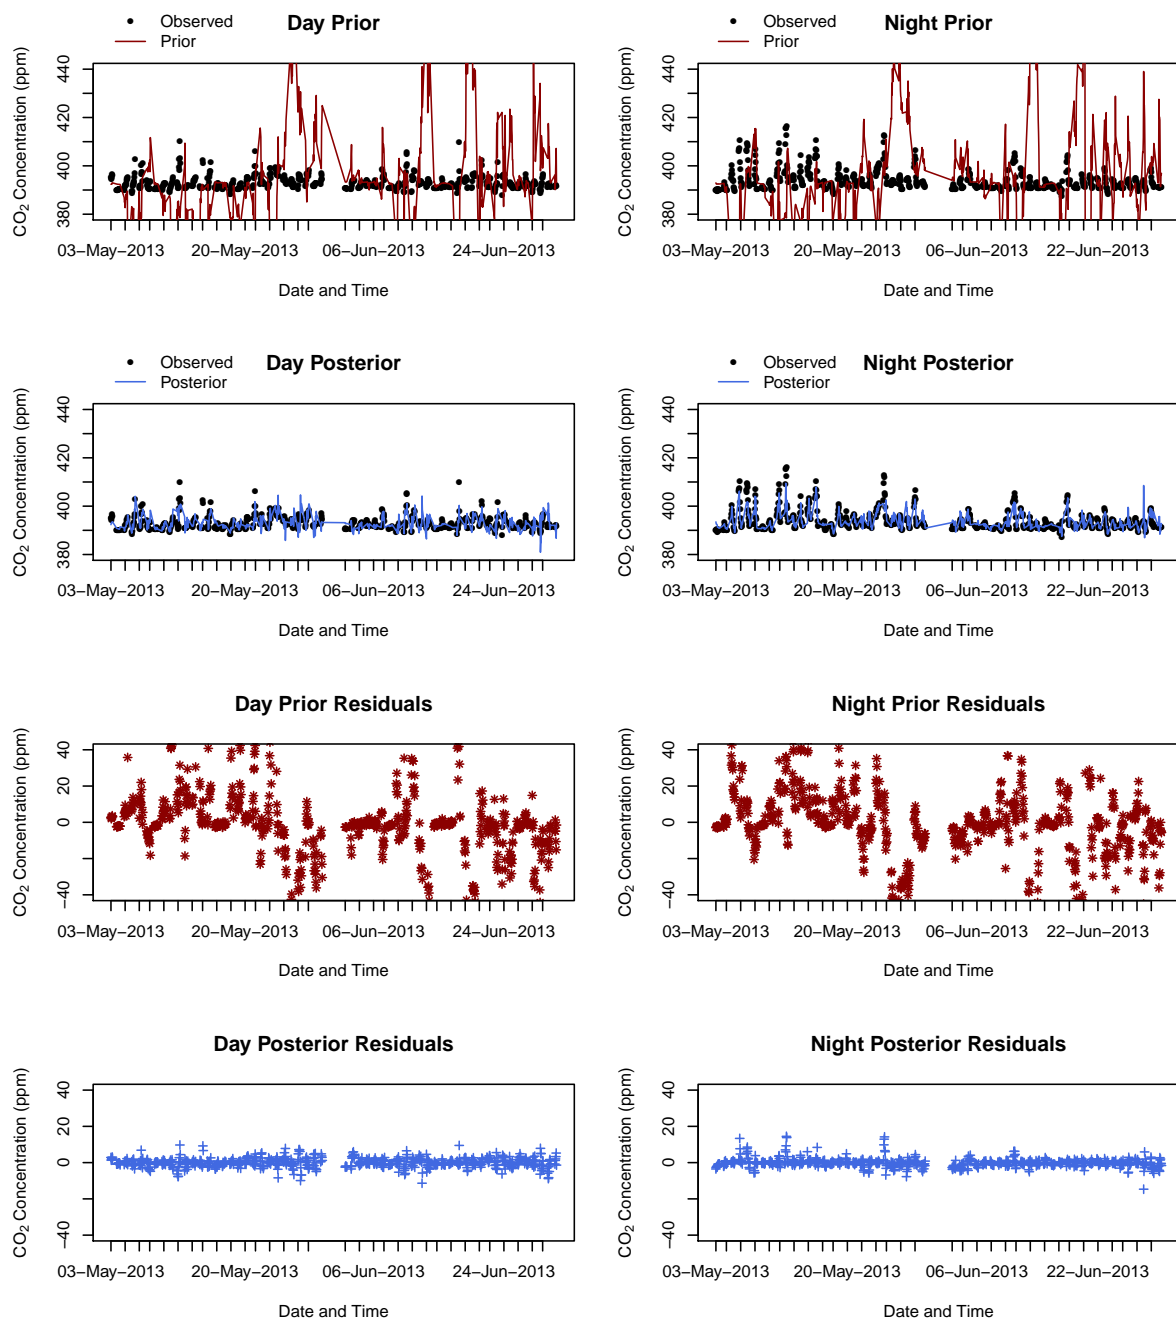 Day Prior
Observed
Prior
CO2 Concentration (ppm)
440
420
400
380
03−May−2013 20−May−2013 06−Jun−2013 24−Jun−2013
Date and Time
Night Prior
Observed
Prior
CO2 Concentration (ppm)
440
420
400
380
03−May−2013 20−May−2013 06−Jun−2013 22−Jun−2013
Date and Time
Day Posterior
Observed
Posterior
CO2 Concentration (ppm)
440
420
400
380
03−May−2013 20−May−2013 06−Jun−2013 24−Jun−2013
Date and Time
Night Posterior
Observed
Posterior
CO2 Concentration (ppm)
440
420
400
380
03−May−2013 20−May−2013 06−Jun−2013 22−Jun−2013
Date and Time
Day Prior Residuals
CO2 Concentration (ppm)
40
20
0
−40
03−May−2013 20−May−2013 06−Jun−2013 24−Jun−2013
Date and Time
Night Prior Residuals
CO2 Concentration (ppm)
40
20
0
−40
03−May−2013 20−May−2013 06−Jun−2013 22−Jun−2013
Date and Time
Day Posterior Residuals
CO2 Concentration (ppm)
40
20
0
−40
03−May−2013 20−May−2013 06−Jun−2013 24−Jun−2013
Date and Time
Night Posterior Residuals
CO2 Concentration (ppm)
40
20
0
−40
03−May−2013 20−May−2013 06−Jun−2013 22−Jun−2013
Date and Time